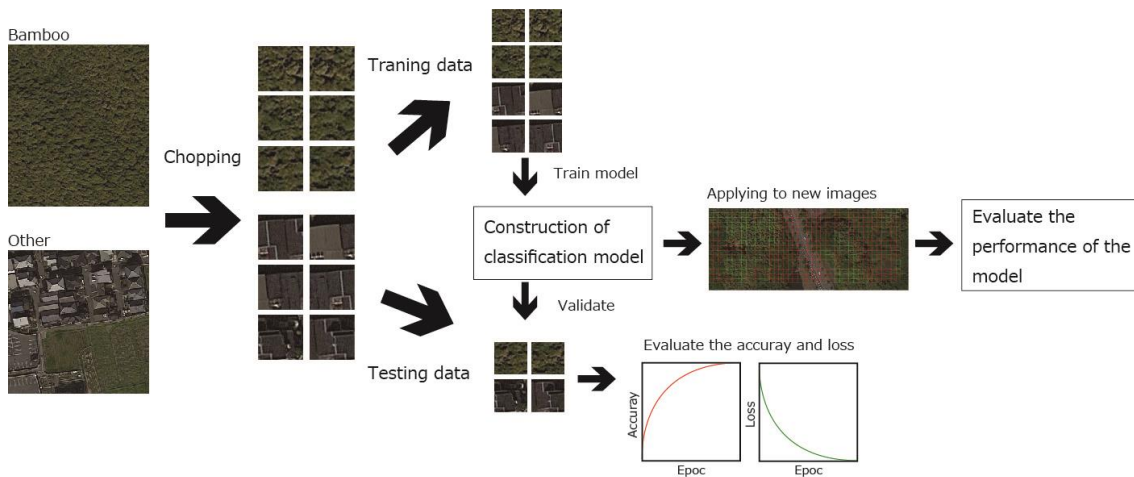 Bamboo
Other
Chopping
Traning data
Testing data
Train model
Construction of
classification model
Validate
Applying to new images
Evaluate the
performance of the
model
Evaluate the accuray and loss
Accuray
Epoc
Loss
Epoc